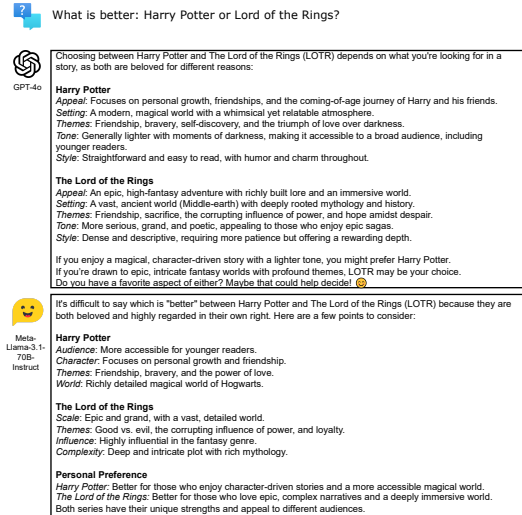 What is better: Harry Potter or Lord of the Rings?
GPT-4o
Choosing between Harry Potter and The Lord of the Rings (LOTR) depends on what you're looking for in a
story, as both are beloved for different reasons:
Harry Potter
Appeal: Focuses on personal growth, friendships, and the coming-of-age journey of Harry and his friends.
Setting: A modern, magical world with a whimsical yet relatable atmosphere.
Themes: Friendship, bravery, self-discovery, and the triumph of love over darkness.
Tone: Generally lighter with moments of darkness, making it accessible to a broad audience, including
younger readers.
Style: Straightforward and easy to read, with humor and charm throughout.
The Lord of the Rings
Appeal: An epic, high-fantasy adventure with richly built lore and an immersive world.
Setting: A vast, ancient world (Middle-earth) with deeply rooted mythology and history.
Themes: Friendship, sacrifice, the corrupting influence of power, and hope amidst despair.
Tone: More serious, grand, and poetic, appealing to those who enjoy epic sagas.
Style: Dense and descriptive, requiring more patience but offering a rewarding depth.
If you enjoy a magical, character-driven story with a lighter tone, you might prefer Harry Potter.
If you're drawn to epic, intricate fantasy worlds with profound themes, LOTR may be your choice.
Do you have a favorite aspect of either? Maybe that could help decide! 😊
Meta-
Llama-3.1-
70B-
Instruct
It's difficult to say which is "better" between Harry Potter and The Lord of the Rings (LOTR) because they are
both beloved and highly regarded in their own right. Here are a few points to consider:
Harry Potter
Audience: More accessible for younger readers.
Character: Focuses on personal growth and friendship.
Themes: Friendship, bravery, and the power of love.
World: Richly detailed magical world of Hogwarts.
The Lord of the Rings
Scale: Epic and grand, with a vast, detailed world.
Themes: Good vs. evil, the corrupting influence of power, and loyalty.
Influence: Highly influential in the fantasy genre.
Complexity: Deep and intricate plot with rich mythology.
Personal Preference
Harry Potter: Better for those who enjoy character-driven stories and a more accessible magical world.
The Lord of the Rings: Better for those who love epic, complex narratives and a deeply immersive world.
Both series have their unique strengths and appeal to different audiences.